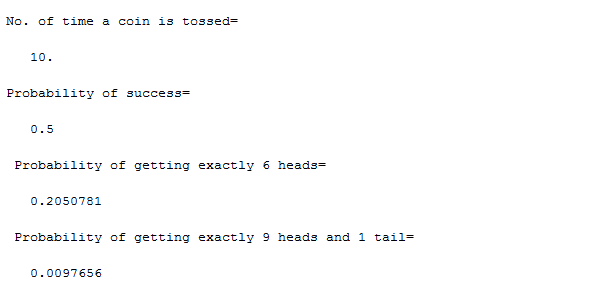 No. of time a coin is tossed=
10.
Probability of success=
0.5
Probability of getting exactly 6 heads=
0.2050781
Probability of getting exactly 9 heads and 1 tail=
0.0097656